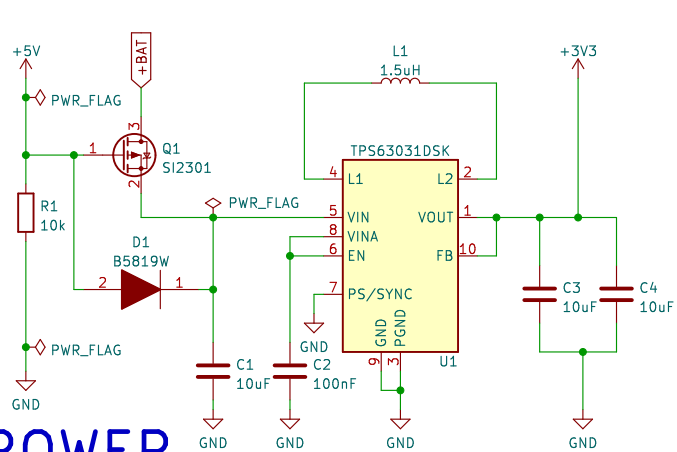 +5V
+BAT
L1
1.5uH
+3V3
PWR_FLAG
1
3
2
Q1
SI2301
TPS63031DSK
4
L1
L2
2
R1
10k
PWR_FLAG
5
VIN
VOUT
1
8
VINA
6
EN
FB
10
D1
B5819W
2
1
7
PS/SYNC
C3
10uF
C4
10uF
GND
PGND
GND
9
3
U1
PWR_FLAG
C1
10uF
C2
100nF
GND
GND
GND
GND
GND
POWER